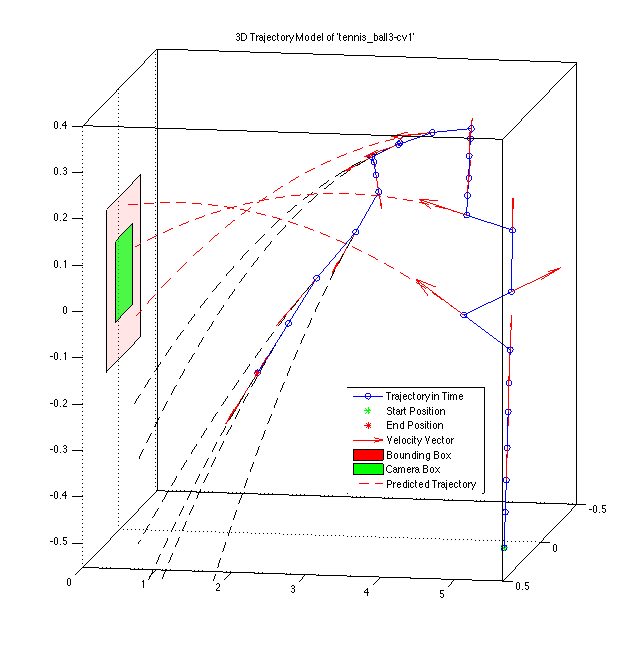 3D Trajectory Model of 'tennis_ball3-cv1'
0.4
0.3
0.2
0.1
0
-0.1
-0.2
-0.3
-0.4
-0.5
Trajectory in Time
Start Position
End Position
Velocity Vector
Bounding Box
Camera Box
Predicted Trajectory
-0.5
0
0.5
0
1
2
3
4
5